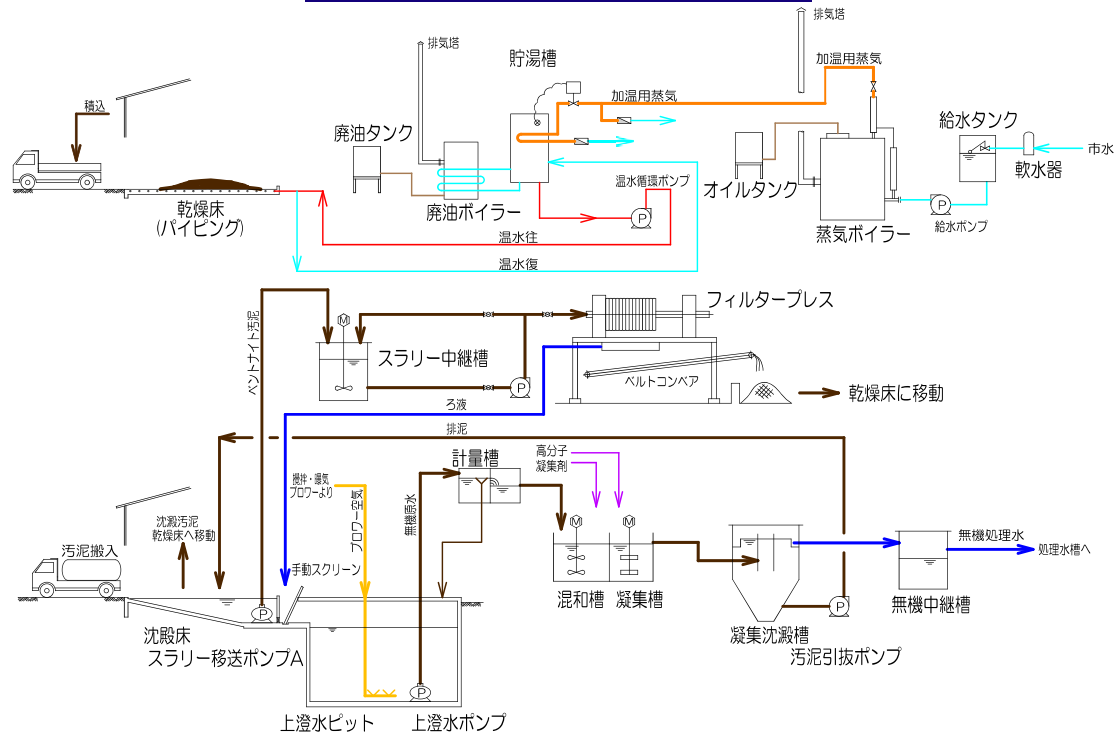 排気塔
排気塔
貯湯槽
加温用蒸気
加温用蒸気
積込
廃油タンク
給水タンク
市水
軟水器
乾燥床
(パイピング)
廃油ボイラー
温水循環ポンプ
オイルタンク
蒸気ボイラー
給水ポンプ
P
P
温水往
温水復
ベントナイト汚泥
M
スラリー中継槽
P
フィルタープレス
ベルトコンベア
乾燥床に移動
ろ液
排泥
計量槽
高分子
凝集剤
攪拌・曝気
ブロワーより
ブロワー空気
無機原水
沈澱汚泥
乾燥床へ移動
汚泥搬入
手動スクリーン
M
M
混和槽
凝集槽
無機処理水
処理水槽へ
無機中継槽
P
P
P
沈殿床
スラリー移送ポンプA
凝集沈澱槽
汚泥引抜ポンプ
上澄水ピット
上澄水ポンプ